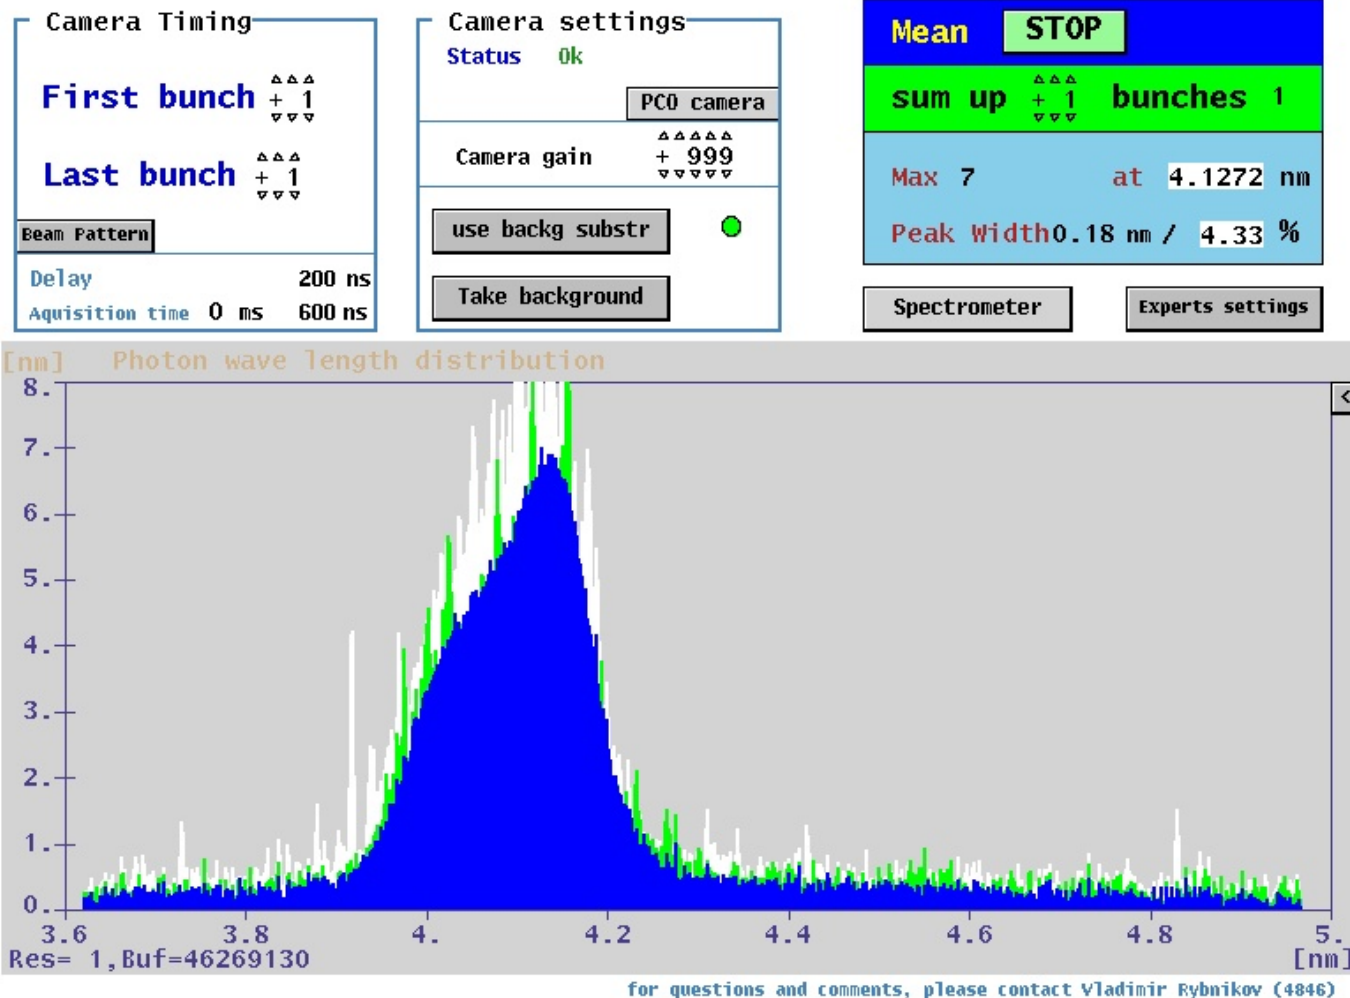 Camera Timing
First bunch + 1
Last bunch + 1
Beam Pattern
Delay 200 ns
Aquisition time 0 ms 600 ns
Camera settings
Status Ok
PCO camera
Camera gain + 999
use backg substr
Take background
Mean STOP
sum up + 1 bunches 1
Max 7 at 4.1272 nm
Peak Width 0.18 nm / 4.33 %
Spectrometer
Experts settings
[nm] Photon wave length distribution
8.
<
7.
6.
5.
4.
3.
2.
1.
0.
3.6 3.8 4. 4.2 4.4 4.6 4.8 5.
Res= 1,Buf=46269130 [nm]
for questions and comments, please contact Vladimir Rybnikov (4846)